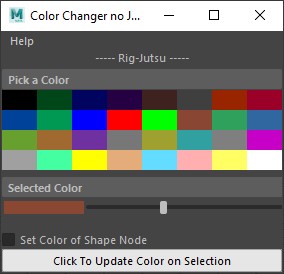 Color Changer no J...
Help
----- Rig-Jutsu -----
Pick a Color
Selected Color
Set Color of Shape Node
Click To Update Color on Selection